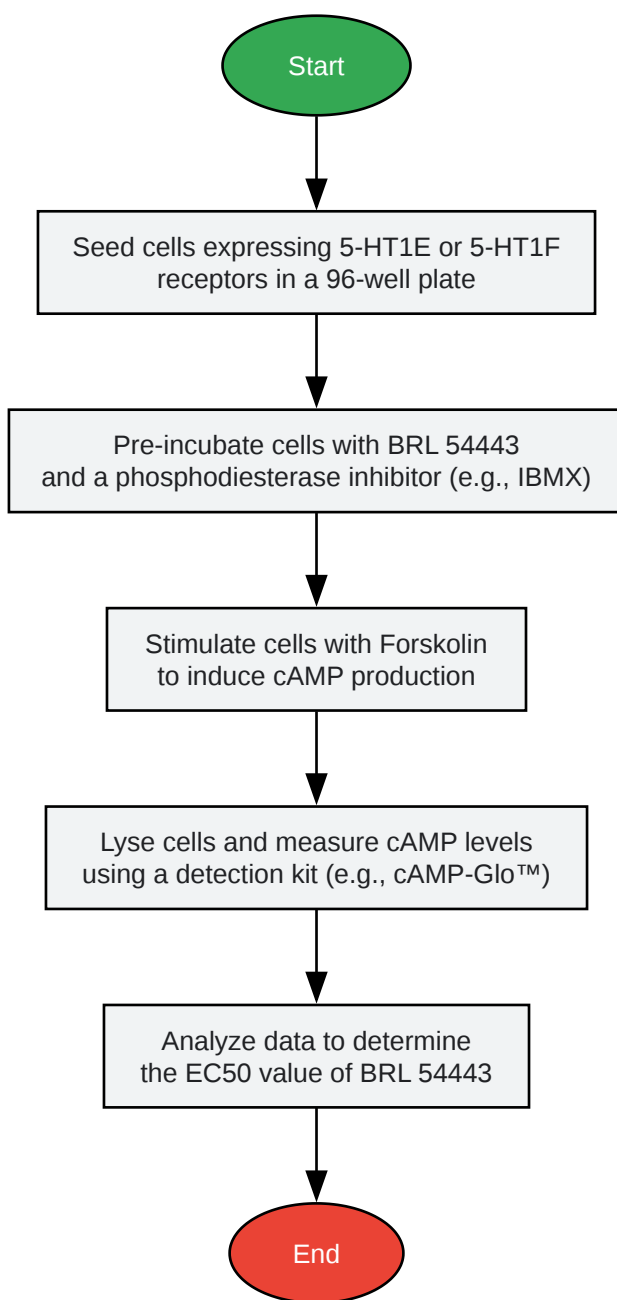 Start
Seed cells expressing 5-HT1E or 5-HT1F
receptors in a 96-well plate
Pre-incubate cells with BRL 54443
and a phosphodiesterase inhibitor (e.g., IBMX)
Stimulate cells with Forskolin
to induce cAMP production
Lyse cells and measure cAMP levels
using a detection kit (e.g., cAMP-Glo™)
Analyze data to determine
the EC50 value of BRL 54443
End